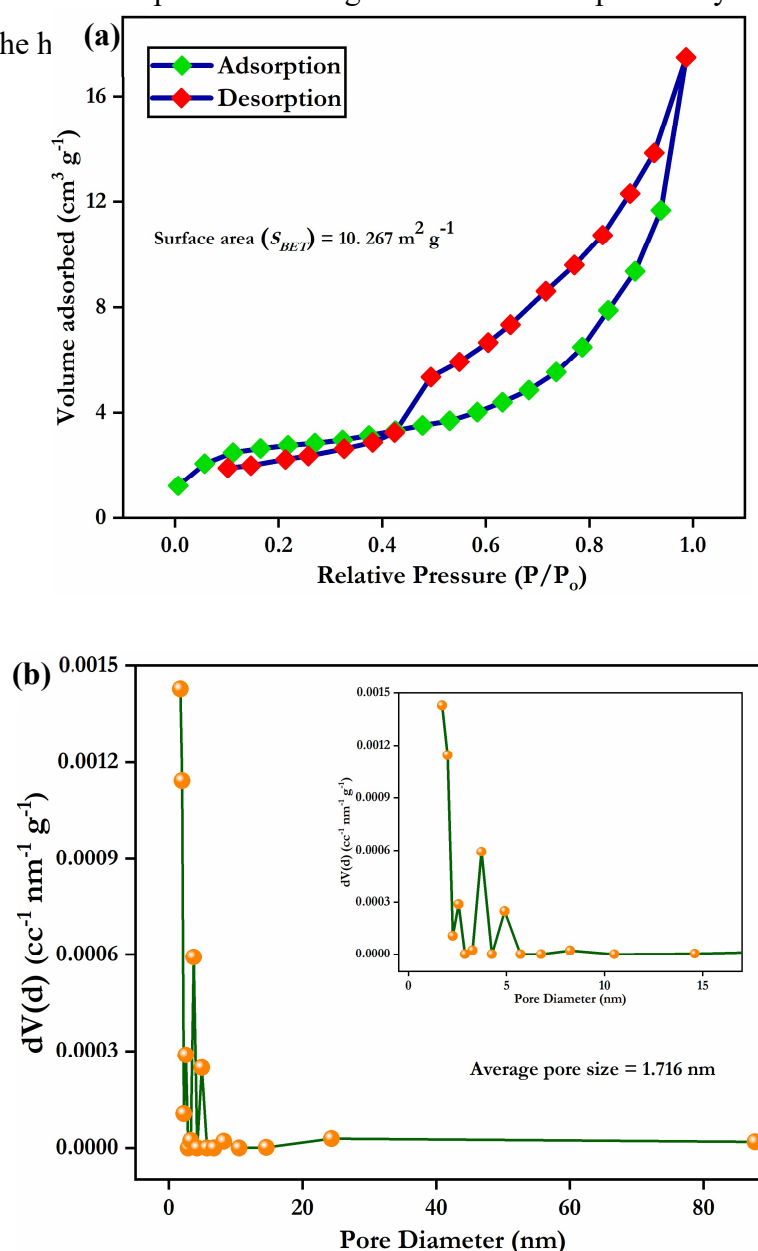 (a)
he h
Adsorption
Desorption
Surface area (S_BET) = 10. 267 m² g⁻¹
Volume adsorbed (cm³ g⁻¹)
16
12
8
4
0
0.0 0.2 0.4 0.6 0.8 1.0
Relative Pressure (P/Pₒ)
(b)
dV(d) (cc⁻¹ nm⁻¹ g⁻¹)
0.0015
0.0012
0.0009
0.0006
0.0003
0.0000
dV(d) (cc⁻¹ nm⁻¹ g⁻¹)
0.0015
0.0012
0.0009
0.0006
0.0003
0.0000
0 5 10 15
Pore Diameter (nm)
Average pore size = 1.716 nm
0 20 40 60 80
Pore Diameter (nm)